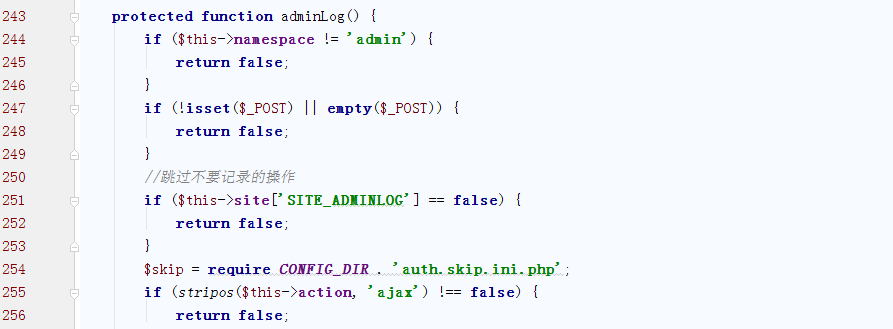 243 protected function adminLog() {
244 if ($this->namespace != 'admin') {
245 return false;
246 }
247 if (!isset($_POST) || empty($_POST)) {
248 return false;
249 }
250 //跳过不要记录的操作
251 if ($this->site['SITE_ADMINLOG'] == false) {
252 return false;
253 }
254 $skip = require CONFIG_DIR . 'auth.skip.ini.php';
255 if (stripos($this->action, 'ajax') !== false) {
256 return false;